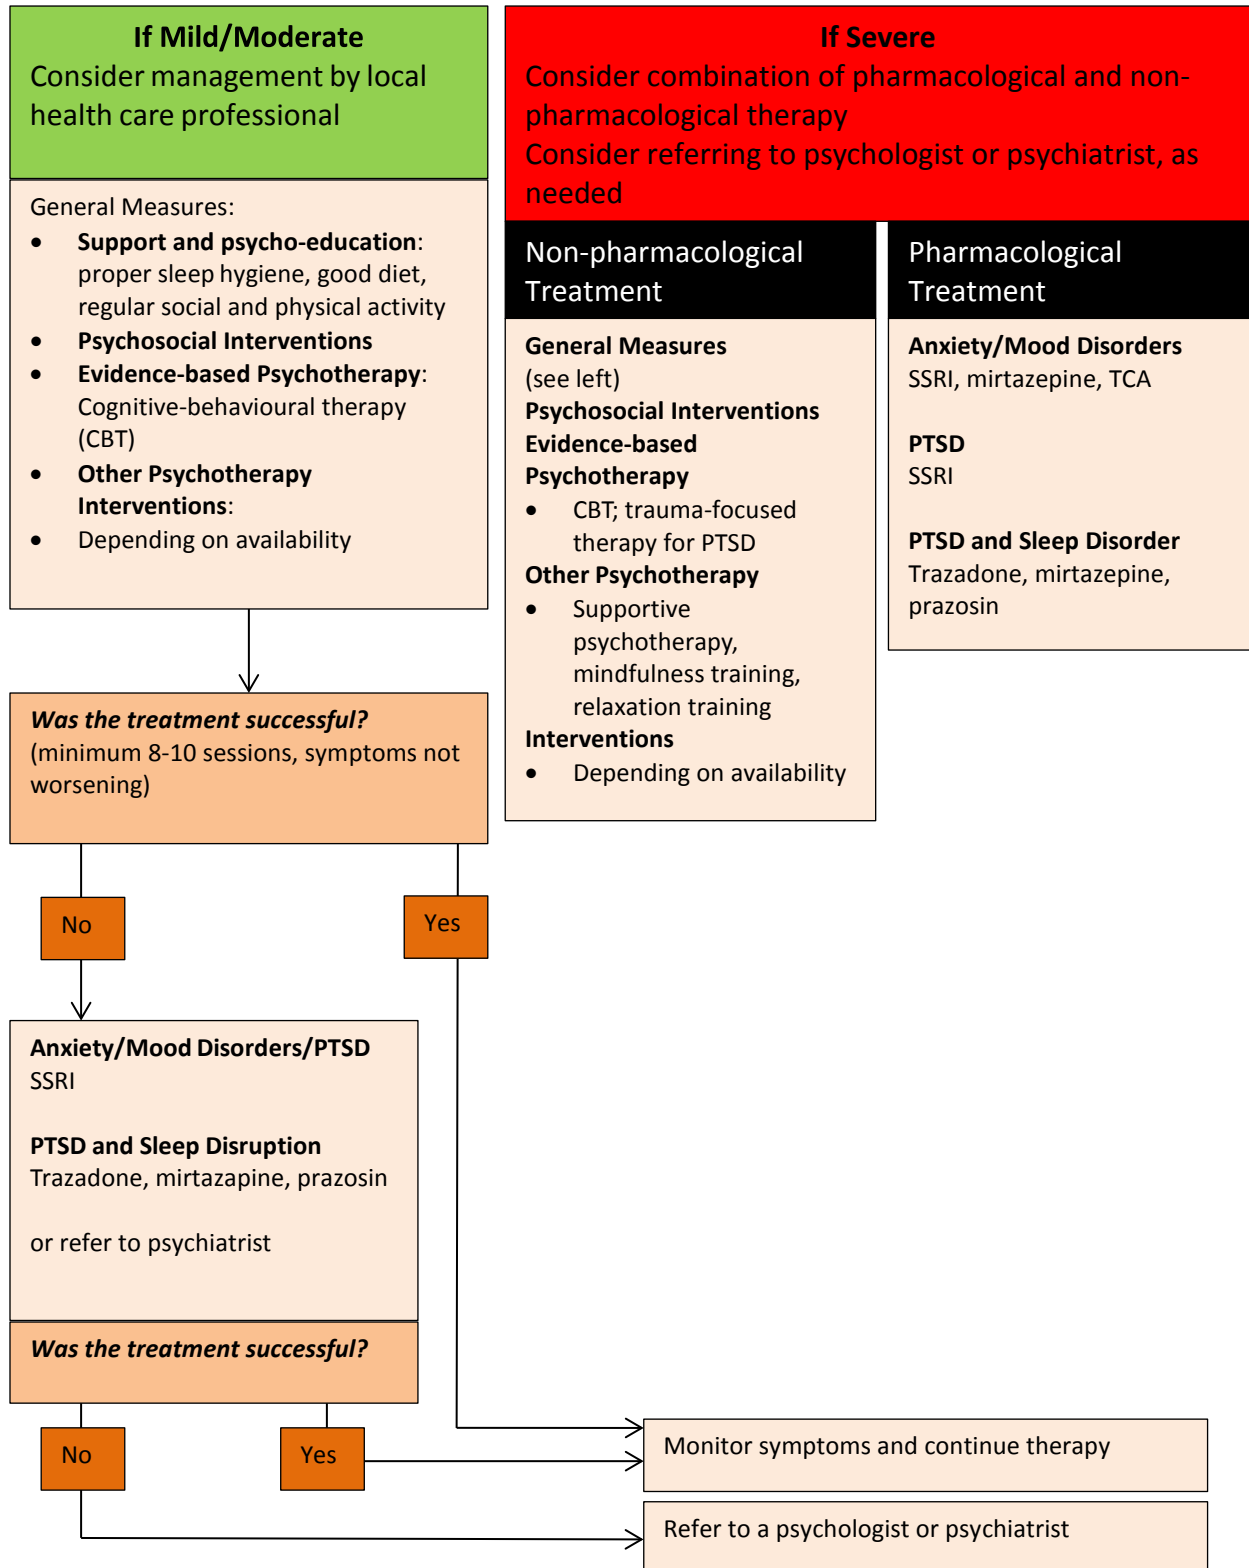 If Mild/Moderate
Consider management by local
health care professional
General Measures:
• Support and psycho-education:
proper sleep hygiene, good diet,
regular social and physical activity
• Psychosocial Interventions
• Evidence-based Psychotherapy:
Cognitive-behavioural therapy
(CBT)
• Other Psychotherapy
Interventions:
• Depending on availability
If Severe
Consider combination of pharmacological and non-
pharmacological therapy
Consider referring to psychologist or psychiatrist, as
needed
Non-pharmacological
Treatment
General Measures
(see left)
Psychosocial Interventions
Evidence-based
Psychotherapy
• CBT; trauma-focused
therapy for PTSD
Other Psychotherapy
• Supportive
psychotherapy,
mindfulness training,
relaxation training
Interventions
• Depending on availability
Pharmacological
Treatment
Anxiety/Mood Disorders
SSRI, mirtazepine, TCA
PTSD
SSRI
PTSD and Sleep Disorder
Trazadone, mirtazepine,
prazosin
Was the treatment successful?
(minimum 8-10 sessions, symptoms not
worsening)
No
Yes
Anxiety/Mood Disorders/PTSD
SSRI
PTSD and Sleep Disruption
Trazadone, mirtazapine, prazosin
or refer to psychiatrist
Was the treatment successful?
No
Yes
Monitor symptoms and continue therapy
Refer to a psychologist or psychiatrist